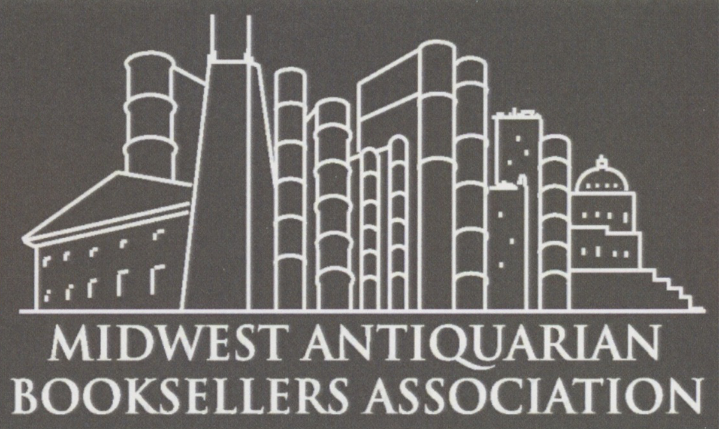 MIDWEST ANTIQUARIAN
BOOKSELLERS ASSOCIATION